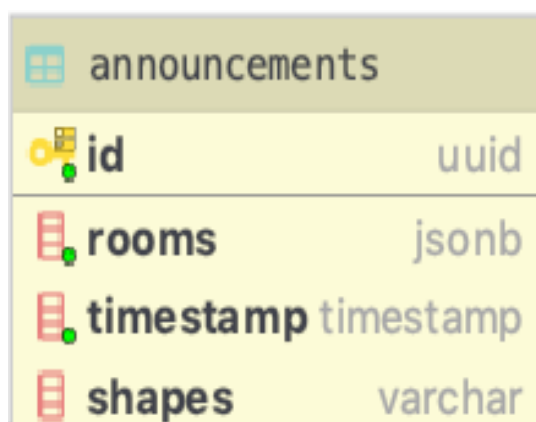 announcements
id uuid
rooms jsonb
timestamp timestamp
shapes varchar